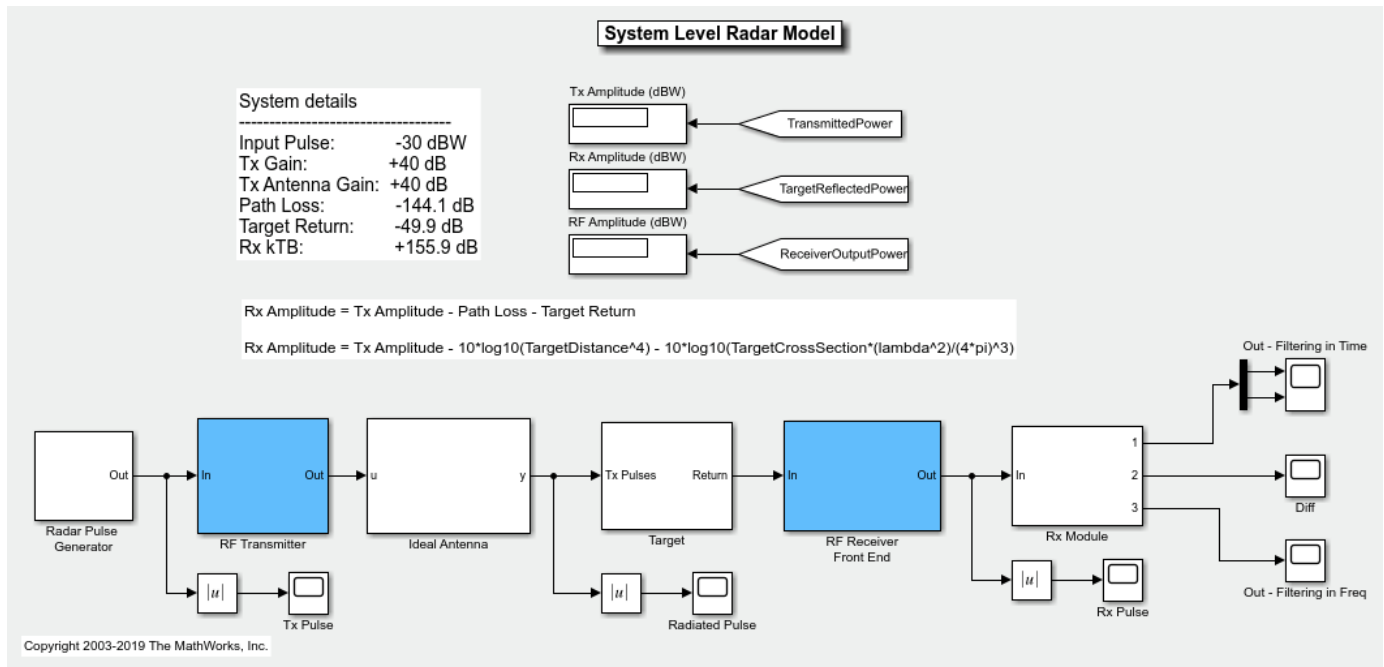 System Level Radar Model
System details
------------------------------------
Input Pulse: -30 dBW
Tx Gain: +40 dB
Tx Antenna Gain: +40 dB
Path Loss: -144.1 dB
Target Return: -49.9 dB
Rx kTB: +155.9 dB
Tx Amplitude (dBW)
TransmittedPower
Rx Amplitude (dBW)
TargetReflectedPower
RF Amplitude (dBW)
ReceiverOutputPower
Rx Amplitude = Tx Amplitude - Path Loss - Target Return
Rx Amplitude = Tx Amplitude - 10*log10(TargetDistance^4) - 10*log10(TargetCrossSection*(lambda^2)/(4*pi)^3)
Out
Radar Pulse
Generator
In Out
RF Transmitter
u y
Ideal Antenna
Tx Pulses Return
Target
In Out
RF Receiver
Front End
In
1
2
3
Rx Module
Out - Filtering in Time
Diff
Out - Filtering in Freq
|u|
Tx Pulse
|u|
Radiated Pulse
|u|
Rx Pulse
Copyright 2003-2019 The MathWorks, Inc.